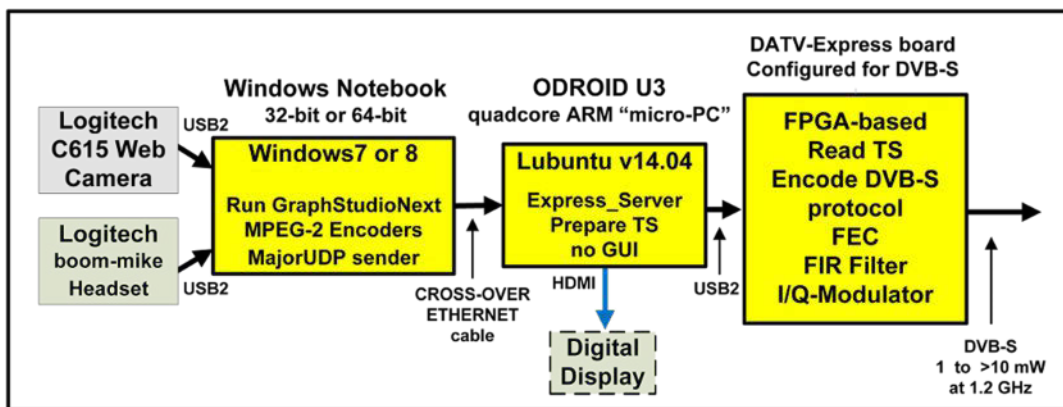 DATV-Express board
Configured for DVB-S
Windows Notebook
32-bit or 64-bit
ODROID U3
quadcore ARM “micro-PC”
Logitech
C615 Web
Camera
USB2
Logitech
boom-mike
Headset
USB2
Windows7 or 8
Run GraphStudioNext
MPEG-2 Encoders
MajorUDP sender
CROSS-OVER
ETHERNET
cable
Lubuntu v14.04
Express_Server
Prepare TS
no GUI
HDMI
Digital
Display
USB2
FPGA-based
Read TS
Encode DVB-S
protocol
FEC
FIR Filter
I/Q-Modulator
DVB-S
1 to >10 mW
at 1.2 GHz